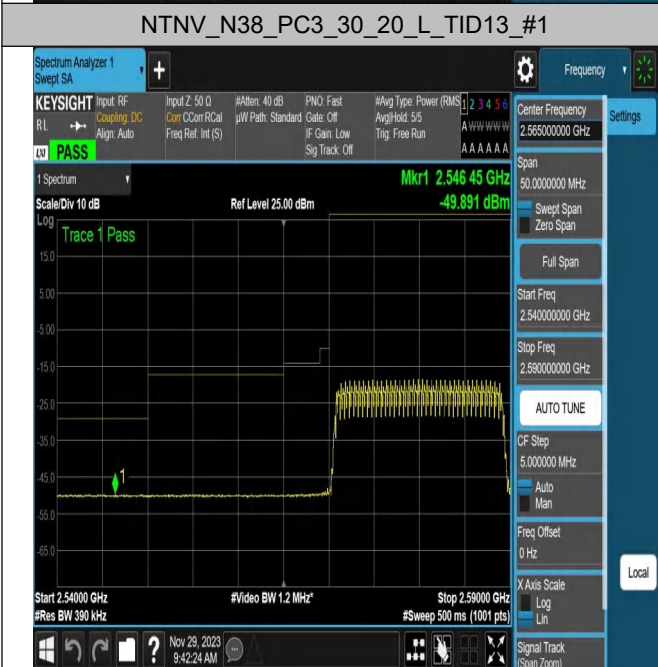 NTNV_N38_PC3_30_20_L_TID13_#1
Spectrum Analyzer 1
Swept SA
Frequency
KEYSIGHT
RL
LXI
PASS
Input: RF
Coupling: DC
Align: Auto
Input Z: 50 Ω
Corr CCorr RCal
Freq Ref: Int (S)
#Atten: 40 dB
µW Path: Standard
PNO: Fast
Gate: Off
IF Gain: Low
Sig Track: Off
#Avg Type: Power (RMS
Avg|Hold: 5/5
Trig: Free Run
1 2 3 4 5 6
A W W W W W
A A A A A A
1 Spectrum
Scale/Div 10 dB
Ref Level 25.00 dBm
Mkr1 2.546 45 GHz
-49.891 dBm
Log
Trace 1 Pass
15.0
5.00
-5.00
-15.0
-25.0
-35.0
-45.0
-55.0
-65.0
1
Start 2.54000 GHz
#Res BW 390 kHz
#Video BW 1.2 MHz*
Stop 2.59000 GHz
#Sweep 500 ms (1001 pts)
Nov 29, 2023
9:42:24 AM
Center Frequency
2.565000000 GHz
Settings
Span
50.0000000 MHz
Swept Span
Zero Span
Full Span
Start Freq
2.540000000 GHz
Stop Freq
2.590000000 GHz
AUTO TUNE
CF Step
5.000000 MHz
Auto
Man
Freq Offset
0 Hz
Local
X Axis Scale
Log
Lin
Signal Track
(Span Zoom)